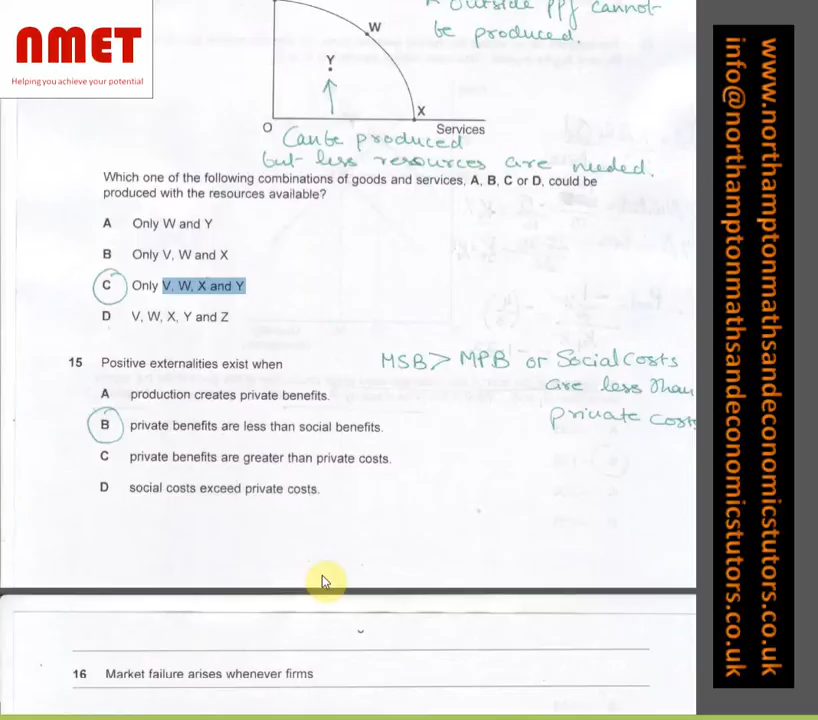 nmet
Helping you achieve your potential
outside PPf cannot
be produced.
W
Y
X
O
Services
Can be produced
but less resources are needed.
Which one of the following combinations of goods and services, A, B, C or D, could be
produced with the resources available?
A Only W and Y
B Only V, W and X
C Only V, W, X and Y
D V, W, X, Y and Z
15 Positive externalities exist when
MSB > MPB or Social Costs
are less than
private costs
A production creates private benefits.
B private benefits are less than social benefits.
C private benefits are greater than private costs.
D social costs exceed private costs.
16 Market failure arises whenever firms
www.northamptonmathsandeconomicstutors.co.uk
info@northamptonmathsandeconomicstutors.co.uk